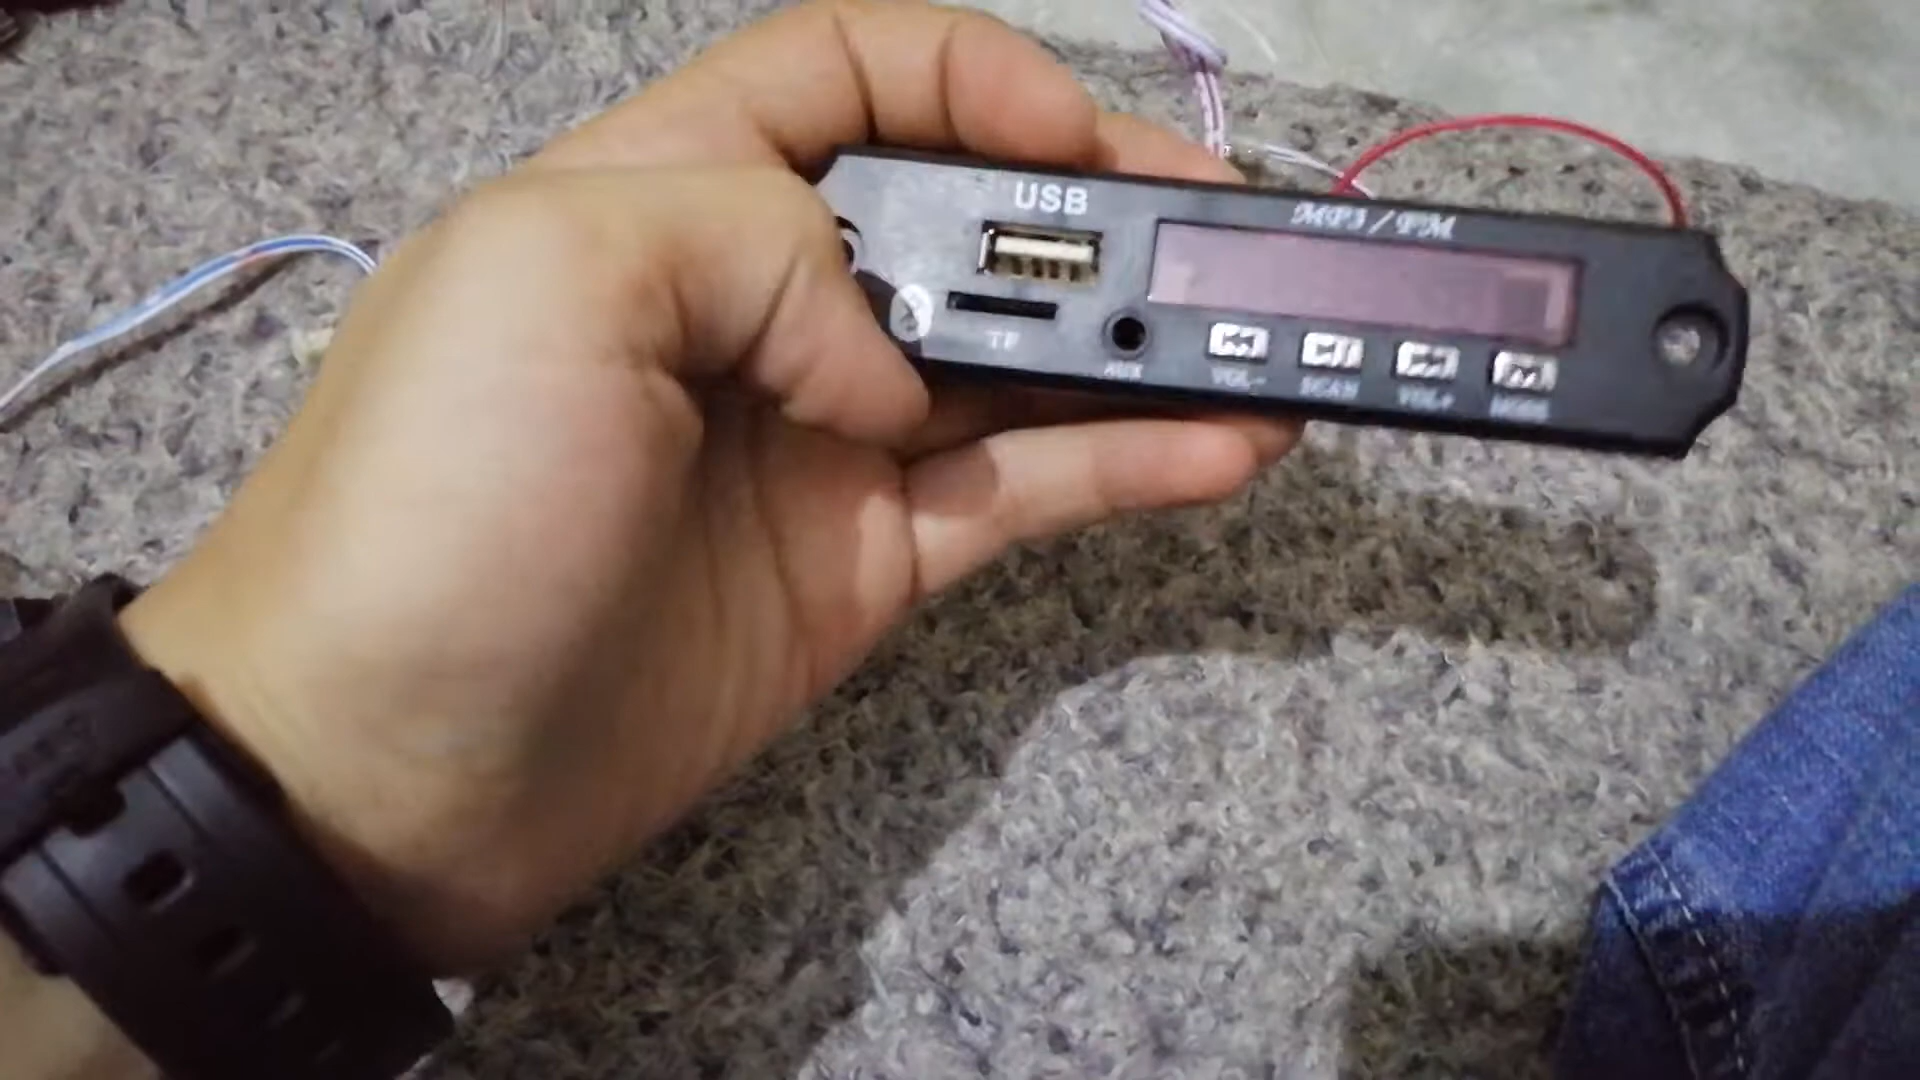 USB
MP3/FM
TF
AUX
VOL-
SCAN
VOL+
MODE